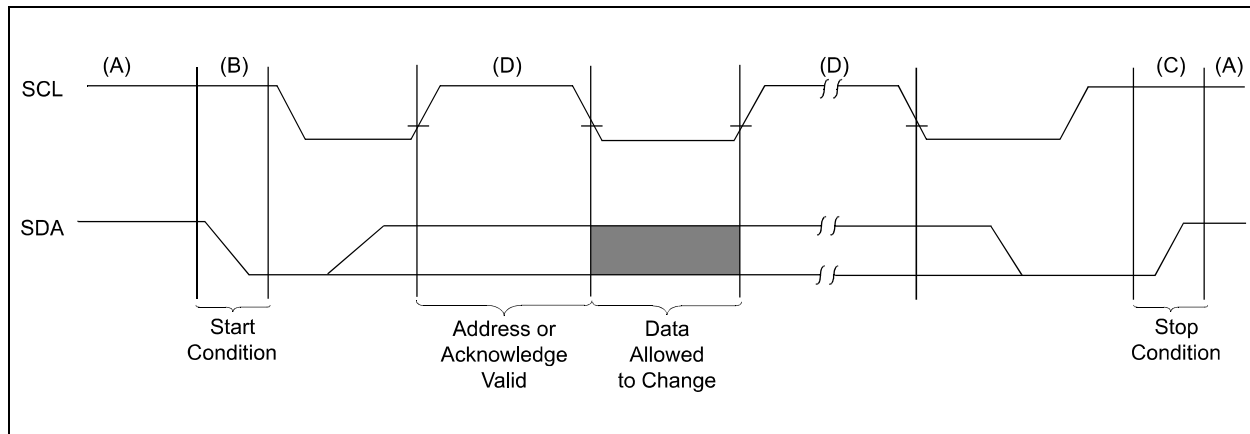 (A) (B) (D) (D) (C) (A)
SCL
SDA
Start
Condition
Address or
Acknowledge
Valid
Data
Allowed
to Change
Stop
Condition